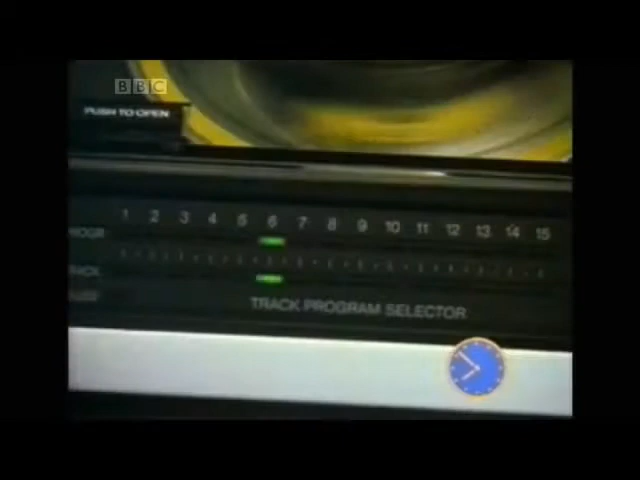 BBC
PUSH TO OPEN
1 2 3 4 5 6 7 8 9 10 11 12 13 14 15
TRACK PROGRAM SELECTOR